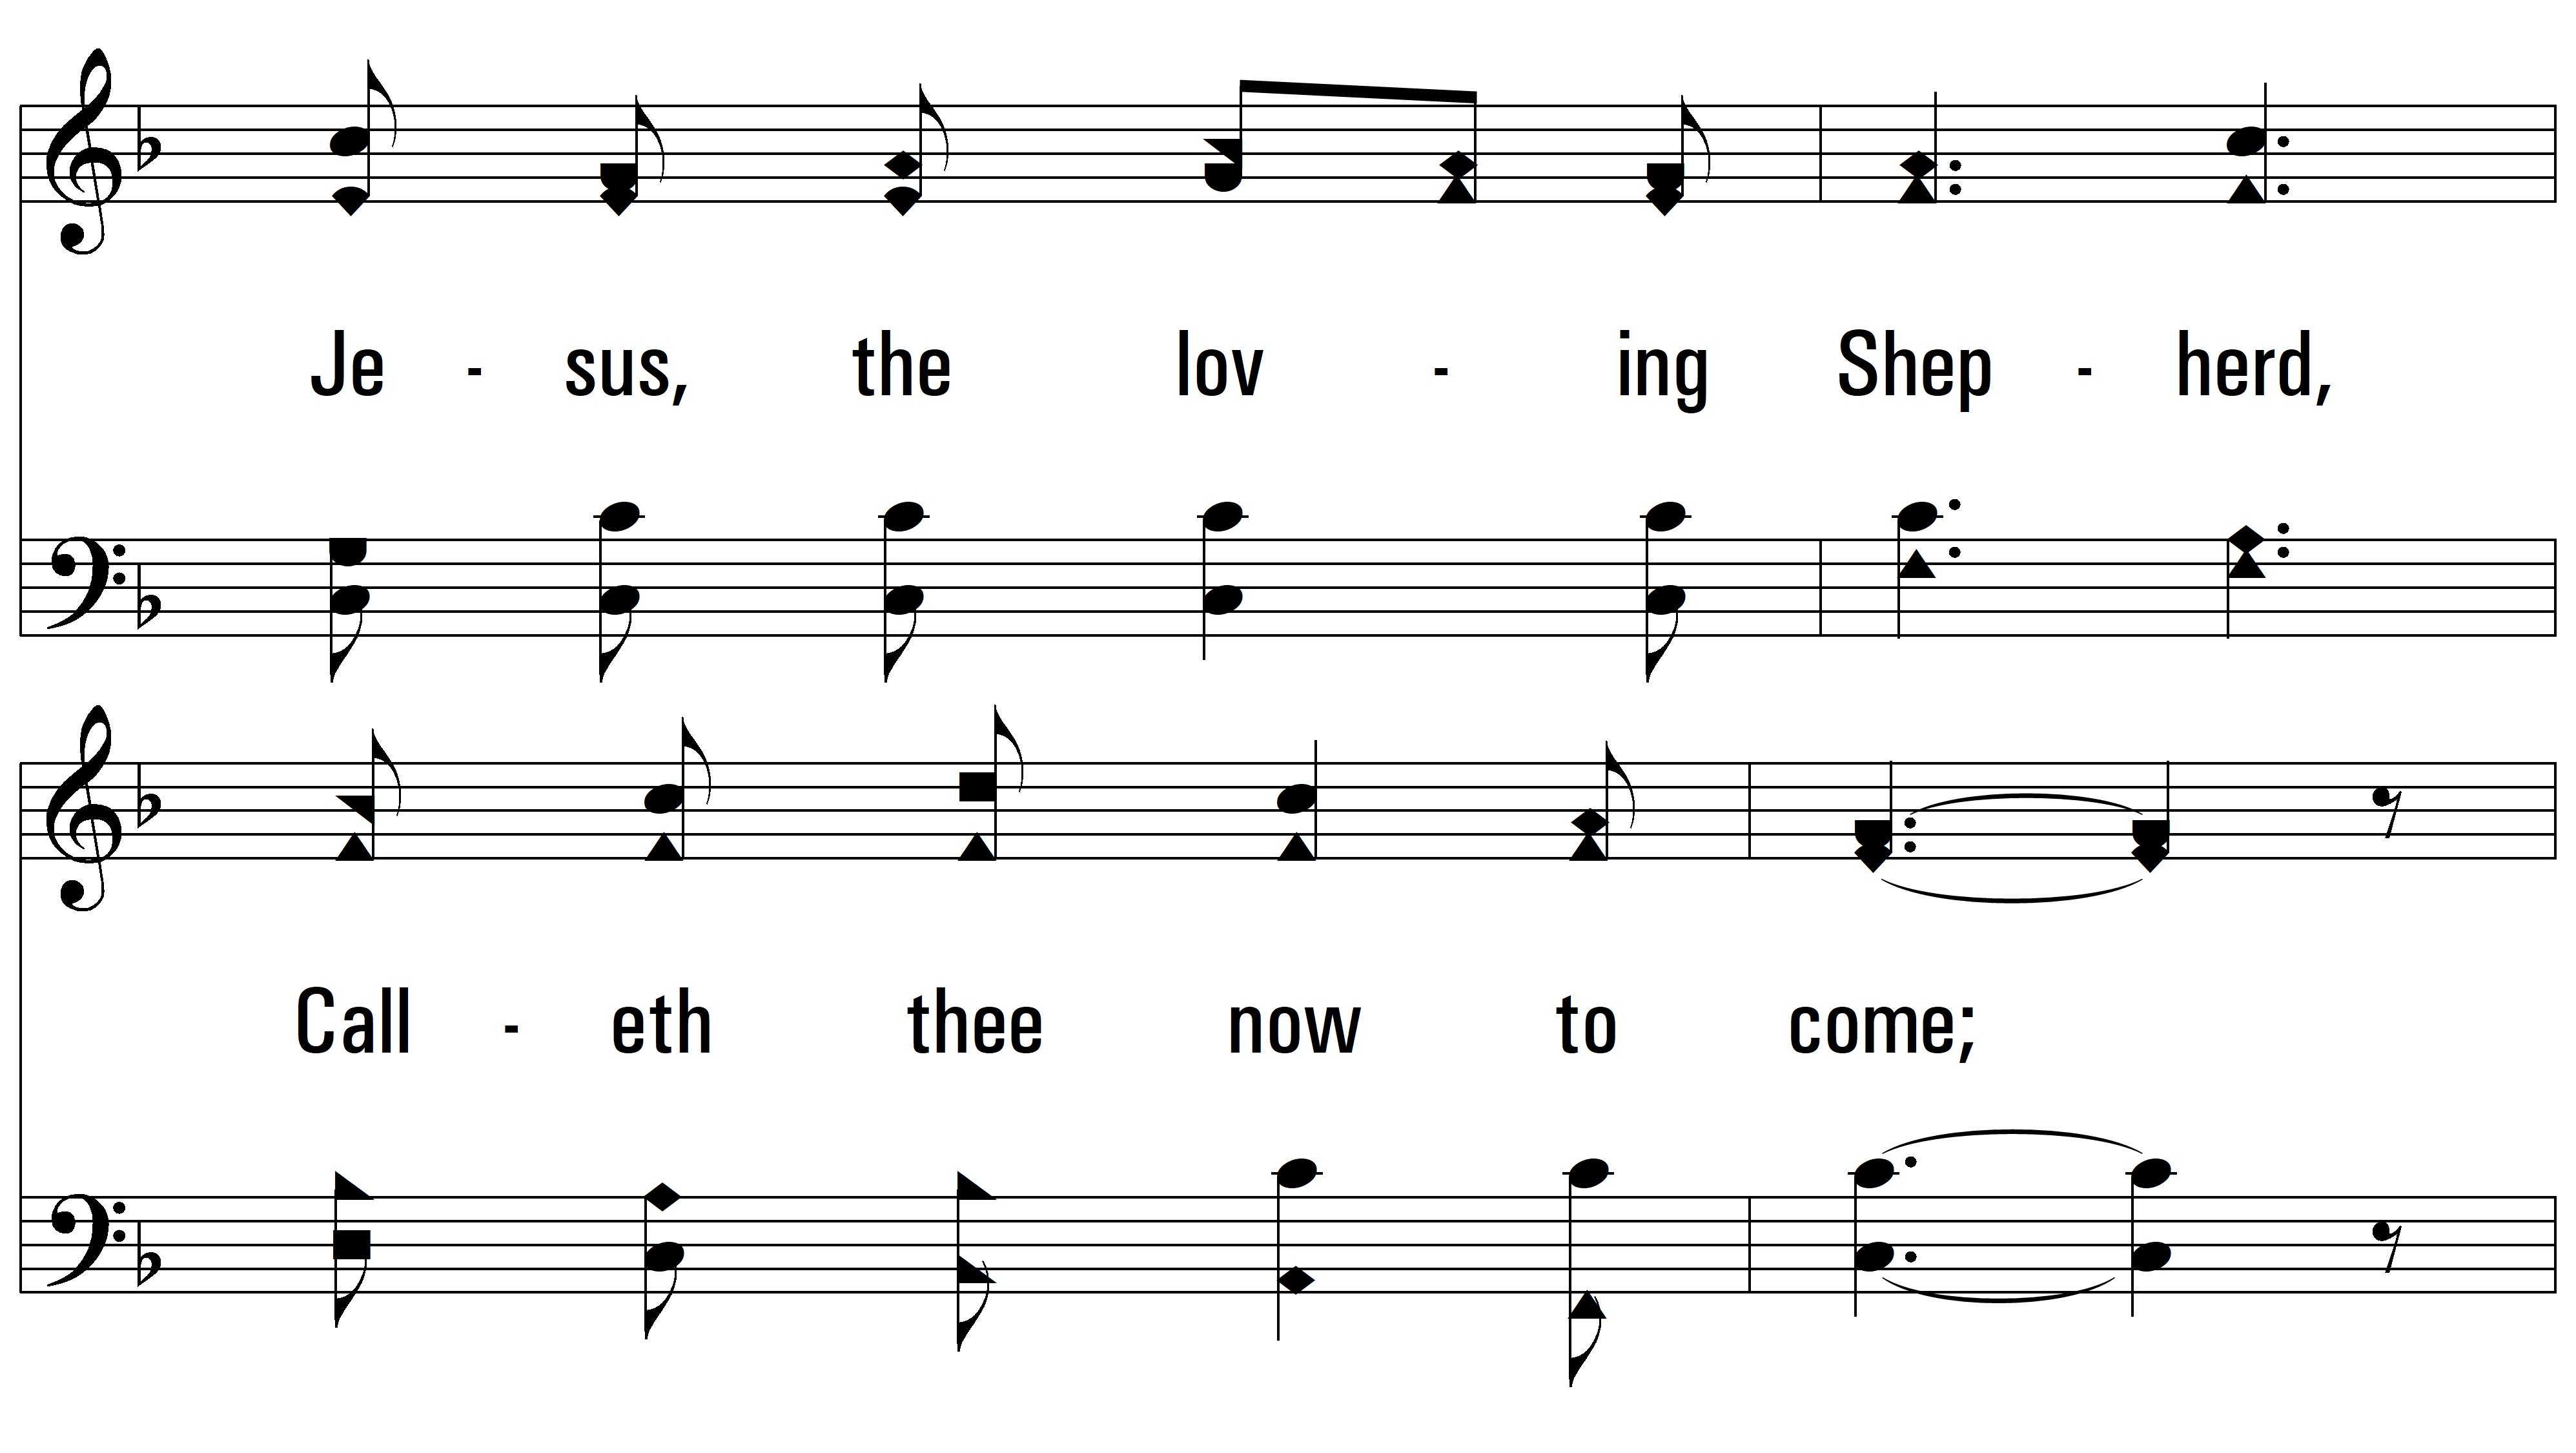 Je - sus, the lov - ing Shep - herd,
Call - eth thee now to come;